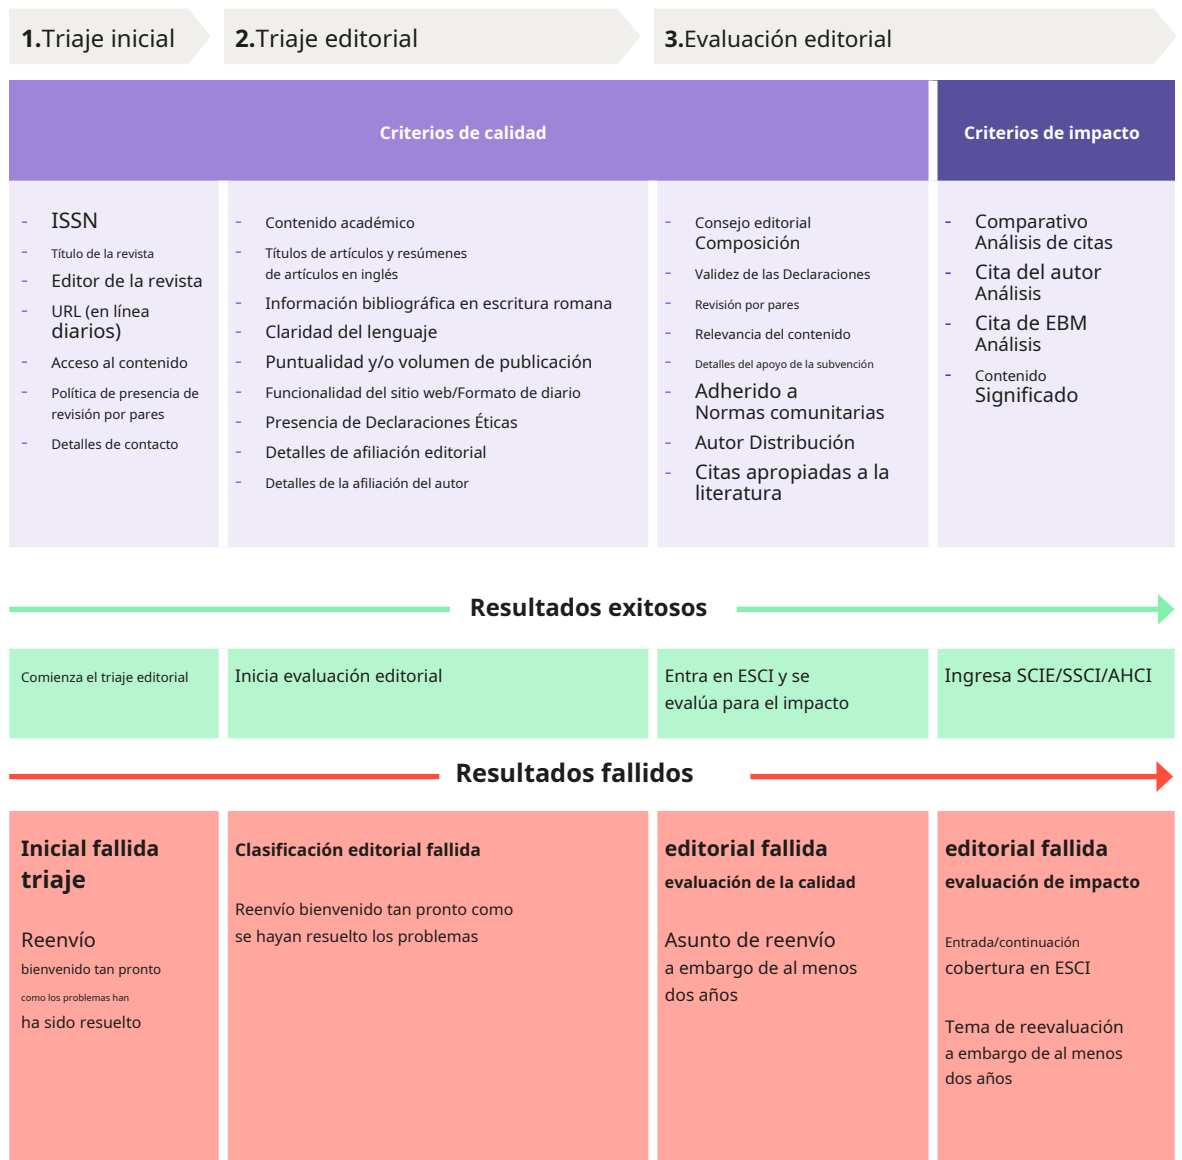 1.Triaje inicial
2.Triaje editorial
3.Evaluación editorial
Criterios de calidad
Criterios de impacto
- ISSN
- Título de la revista
- Editor de la revista
- URL (en línea
diarios)
- Acceso al contenido
- Política de presencia de
revisión por pares
- Detalles de contacto
- Contenido académico
- Títulos de artículos y resúmenes
de artículos en inglés
- Información bibliográfica en escritura romana
- Claridad del lenguaje
- Puntualidad y/o volumen de publicación
- Funcionalidad del sitio web/Formato de diario
- Presencia de Declaraciones Éticas
- Detalles de afiliación editorial
- Detalles de la afiliación del autor
- Consejo editorial
Composición
- Validez de las Declaraciones
- Revisión por pares
- Relevancia del contenido
- Detalles del apoyo de la subvención
- Adherido a
Normas comunitarias
- Autor Distribución
- Citas apropiadas a la
literatura
- Comparativo
Análisis de citas
- Cita del autor
Análisis
- Cita de EBM
Análisis
- Contenido
Significado
Resultados exitosos
Comienza el triaje editorial
Inicia evaluación editorial
Entra en ESCI y se
evalúa para el impacto
Ingresa SCIE/SSCI/AHCI
Resultados fallidos
Inicial fallida
triaje
Reenvío
bienvenido tan pronto
como los problemas han
ha sido resuelto
Clasificación editorial fallida
Reenvío bienvenido tan pronto como
se hayan resuelto los problemas
editorial fallida
evaluación de la calidad
Asunto de reenvío
a embargo de al menos
dos años
editorial fallida
evaluación de impacto
Entrada/continuación
cobertura en ESCI
Tema de reevaluación
a embargo de al menos
dos años